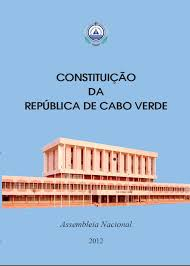 CONSTITUIÇÃO
DA
REPÚBLICA DE CABO VERDE
Assembleia Nacional
2012